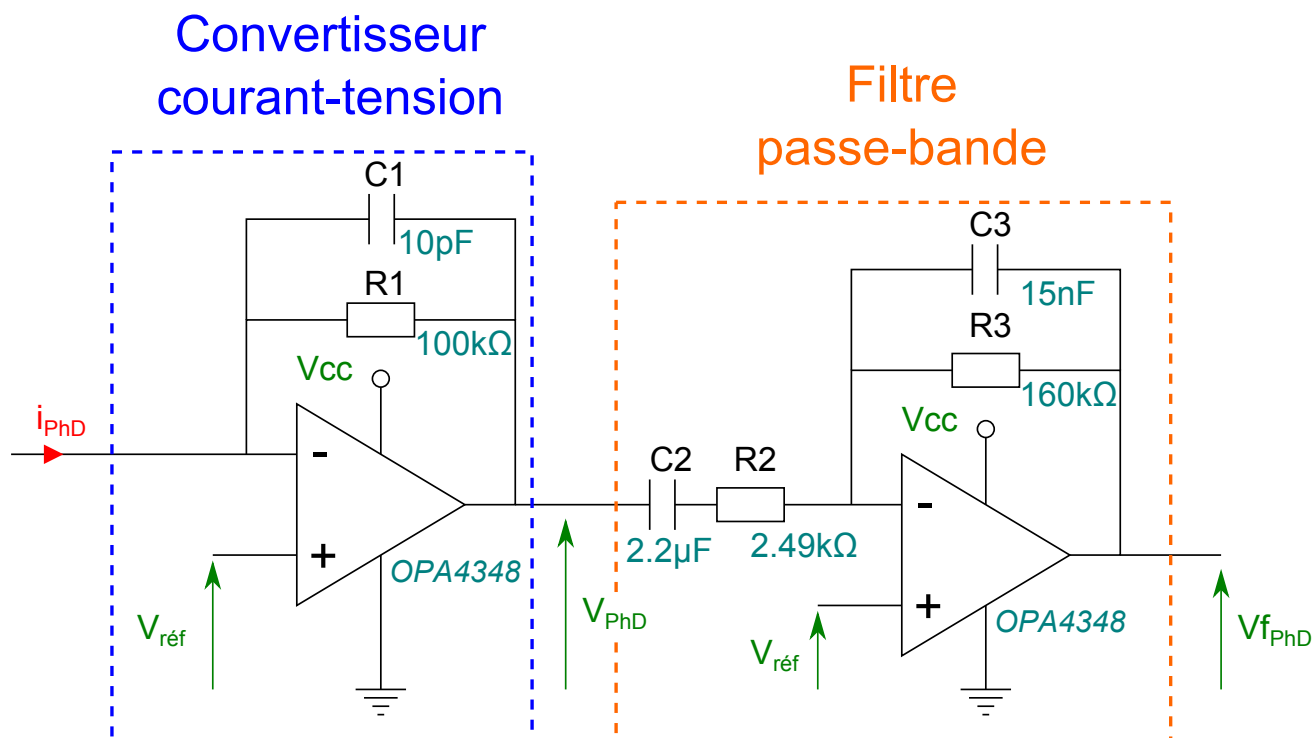 Convertisseur
courant-tension
Filtre
passe-bande
C1
10pF
R1
100kΩ
Vcc
iPhD
-
+
OPA4348
Vréf
VPhD
C2
2.2µF
R2
2.49kΩ
C3
15nF
R3
160kΩ
Vcc
-
+
OPA4348
Vréf
VfPhD